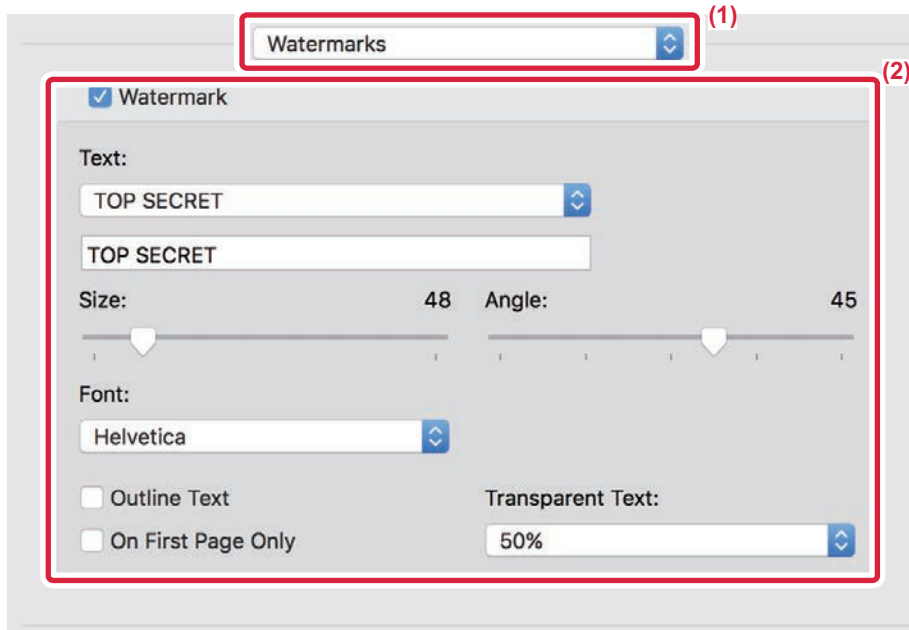 (1)
Watermarks
(2)
Watermark
Text:
TOP SECRET
TOP SECRET
Size: 48 Angle: 45
Font:
Helvetica
Outline Text Transparent Text:
On First Page Only 50%